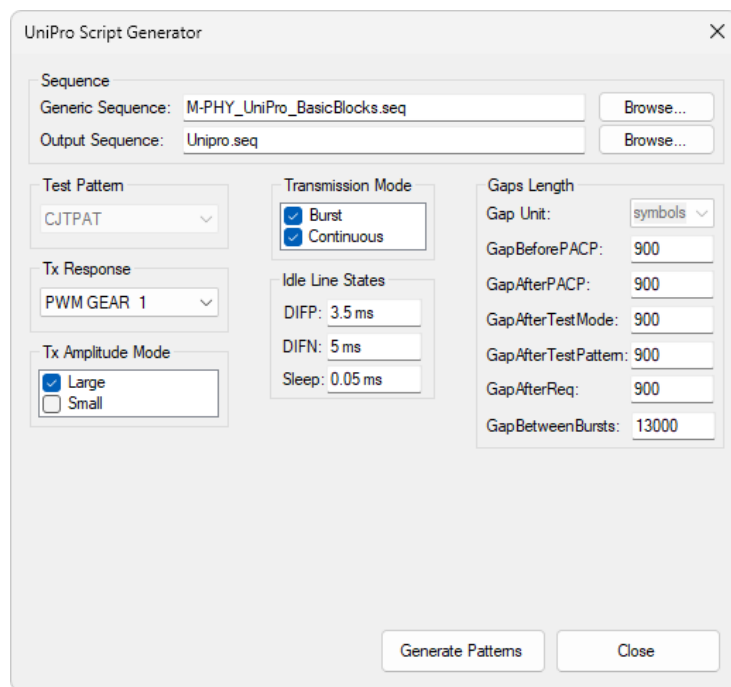 UniPro Script Generator
Sequence
Generic Sequence: M-PHY_UniPro_BasicBlocks.seq Browse...
Output Sequence: Unipro.seq Browse...
Test Pattern
CJTPAT
Tx Response
PWM GEAR 1
Tx Amplitude Mode
Large
Small
Transmission Mode
Burst
Continuous
Idle Line States
DIFP: 3.5 ms
DIFN: 5 ms
Sleep: 0.05 ms
Gaps Length
Gap Unit: symbols
GapBeforePACP: 900
GapAfterPACP: 900
GapAfterTestMode: 900
GapAfterTestPattern: 900
GapAfterReq: 900
GapBetweenBursts: 13000
Generate Patterns Close